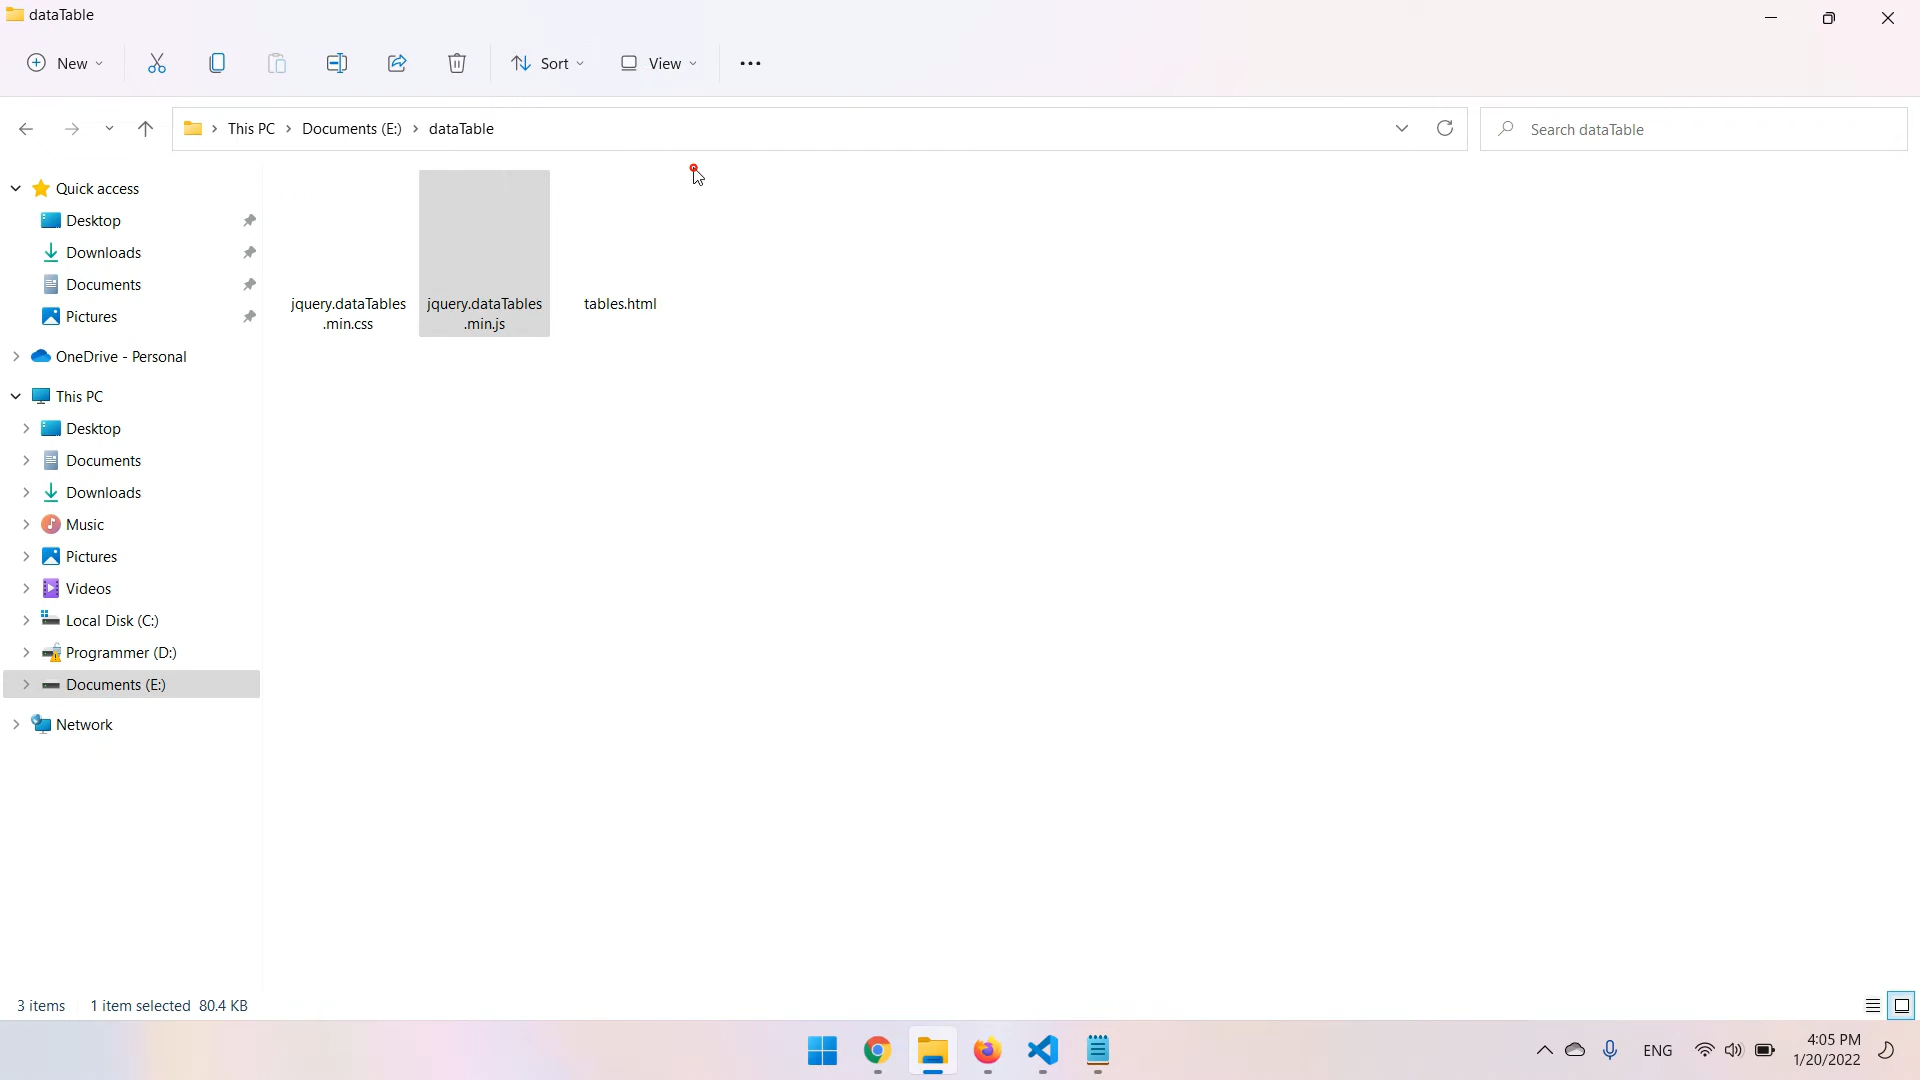 dataTable
New
Sort
View
This PC
Documents (E:)
dataTable
Search dataTable
Quick access
Desktop
Downloads
Documents
Pictures
OneDrive - Personal
This PC
Desktop
Documents
Downloads
Music
Pictures
Videos
Local Disk (C:)
Programmer (D:)
Documents (E:)
Network
jquery.dataTables
.min.css
jquery.dataTables
.min.js
tables.html
3 items
1 item selected 80.4 KB
ENG
4:05 PM
1/20/2022